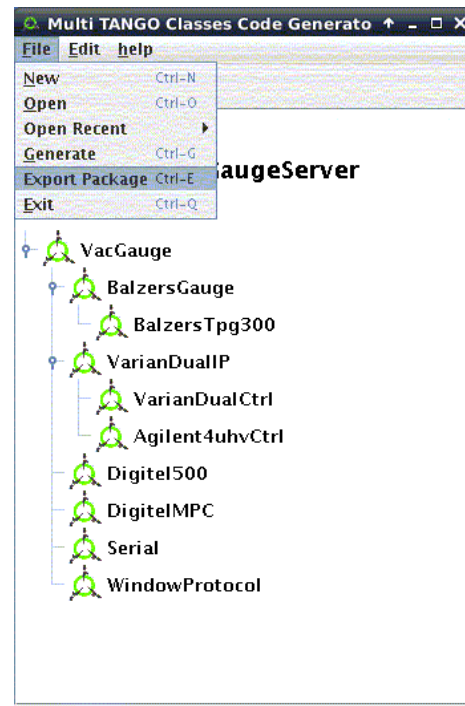 Multi TANGO Classes Code Generato
File Edit help
New Ctrl-N
Open Ctrl-O
Open Recent
Generate Ctrl-G
Export Package Ctrl-E
Exit Ctrl-Q
GaugeServer
VacGauge
BalzersGauge
BalzersTpg300
VarianDualIP
VarianDualCtrl
Agilent4uhvCtrl
Digitel500
DigitelMPC
Serial
WindowProtocol